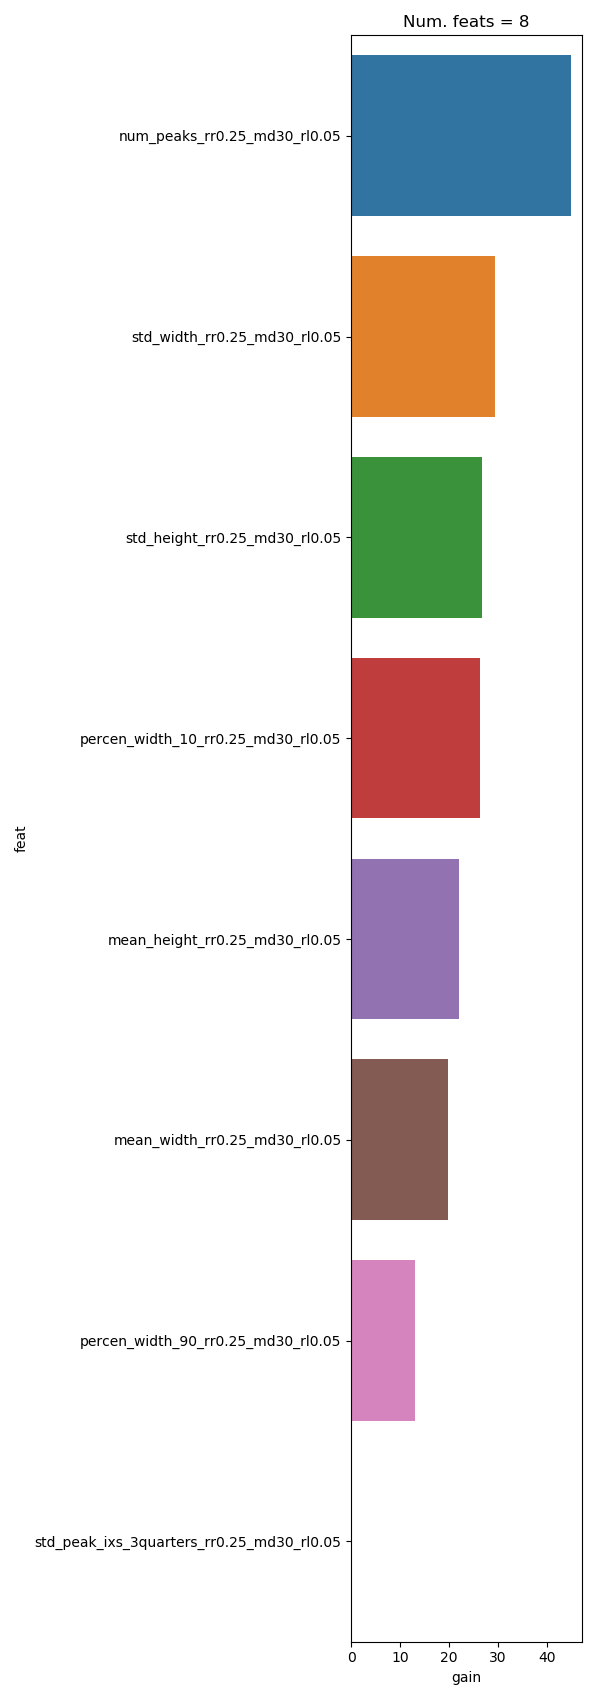 Num. feats = 8
num_peaks_rr0.25_md30_rl0.05
std_width_rr0.25_md30_rl0.05
std_height_rr0.25_md30_rl0.05
percen_width_10_rr0.25_md30_rl0.05
feat
mean_height_rr0.25_md30_rl0.05
mean_width_rr0.25_md30_rl0.05
percen_width_90_rr0.25_md30_rl0.05
std_peak_ixs_3quarters_rr0.25_md30_rl0.05
0 10 20 30 40
gain